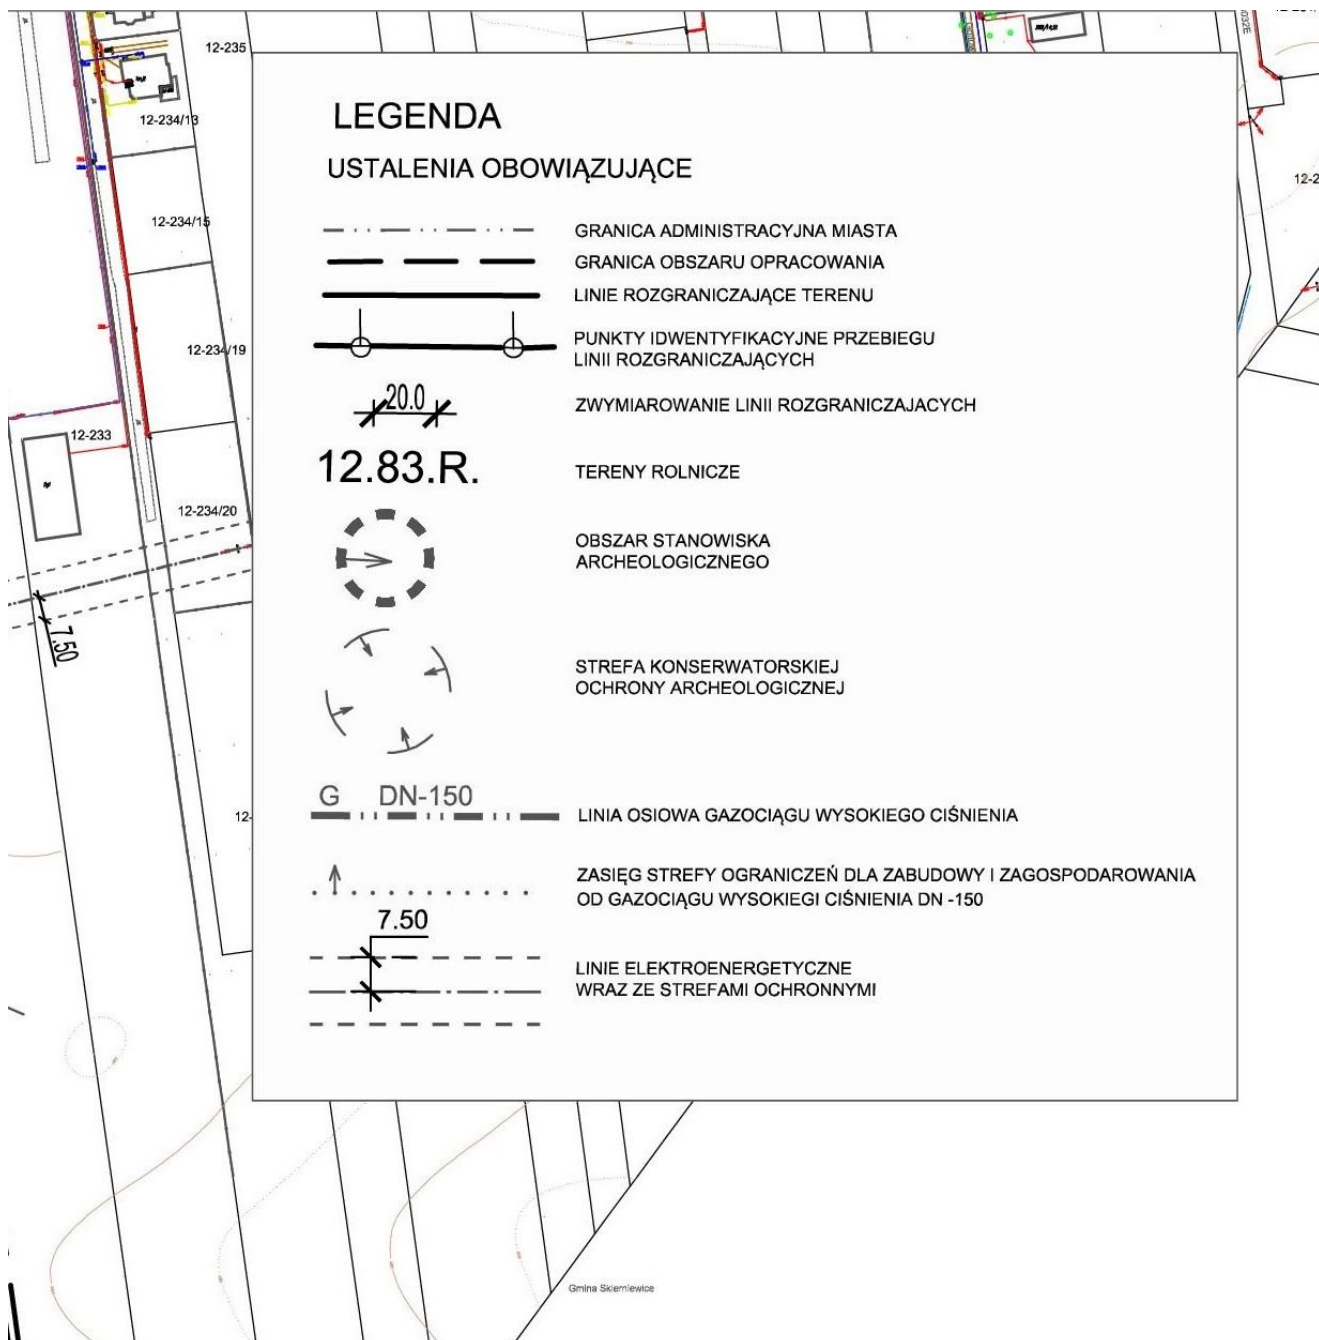 12-235
12-234/13
12-234/15
12-234/19
12-233
12-234/20
7.50
12-
12-2
LEGENDA
USTALENIA OBOWIĄZUJĄCE
GRANICA ADMINISTRACYJNA MIASTA
GRANICA OBSZARU OPRACOWANIA
LINIE ROZGRANICZAJĄCE TERENU
PUNKTY IDWENTYFIKACYJNE PRZEBIEGU
LINII ROZGRANICZAJĄCYCH
20.0
ZWYMIAROWANIE LINII ROZGRANICZAJACYCH
12.83.R.
TERENY ROLNICZE
OBSZAR STANOWISKA
ARCHEOLOGICZNEGO
STREFA KONSERWATORSKIEJ
OCHRONY ARCHEOLOGICZNEJ
G DN-150
LINIA OSIOWA GAZOCIĄGU WYSOKIEGO CIŚNIENIA
ZASIĘG STREFY OGRANICZEŃ DLA ZABUDOWY I ZAGOSPODAROWANIA
OD GAZOCIĄGU WYSOKIEGI CIŚNIENIA DN -150
7.50
LINIE ELEKTROENERGETYCZNE
WRAZ ZE STREFAMI OCHRONNYMI
Gmina Skierniewice